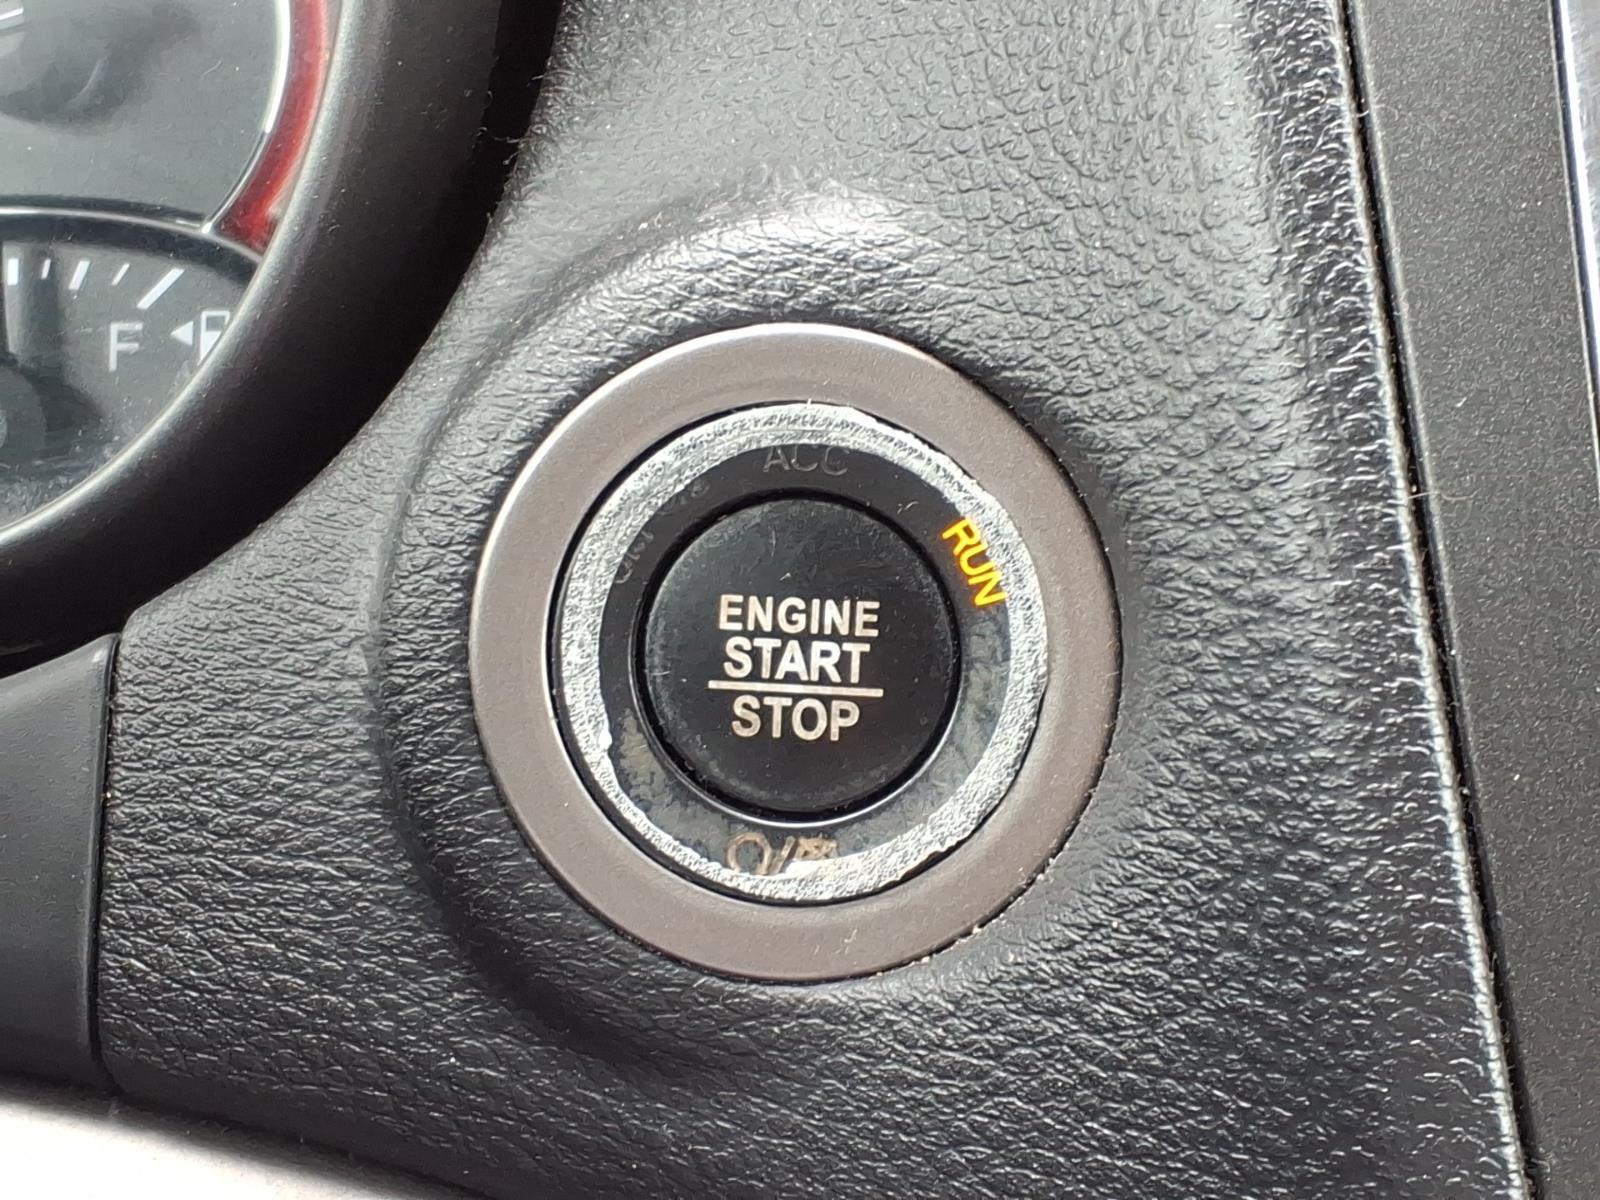 F
ACC
RUN
ENGINE
START
STOP